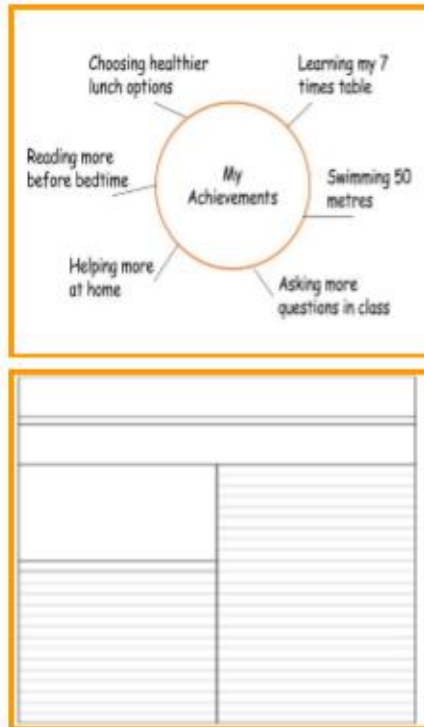 Choosing healthier
lunch options
Learning my 7
times table
Reading more
before bedtime
My
Achievements
Swimming 50
metres
Helping more
at home
Asking more
questions in class